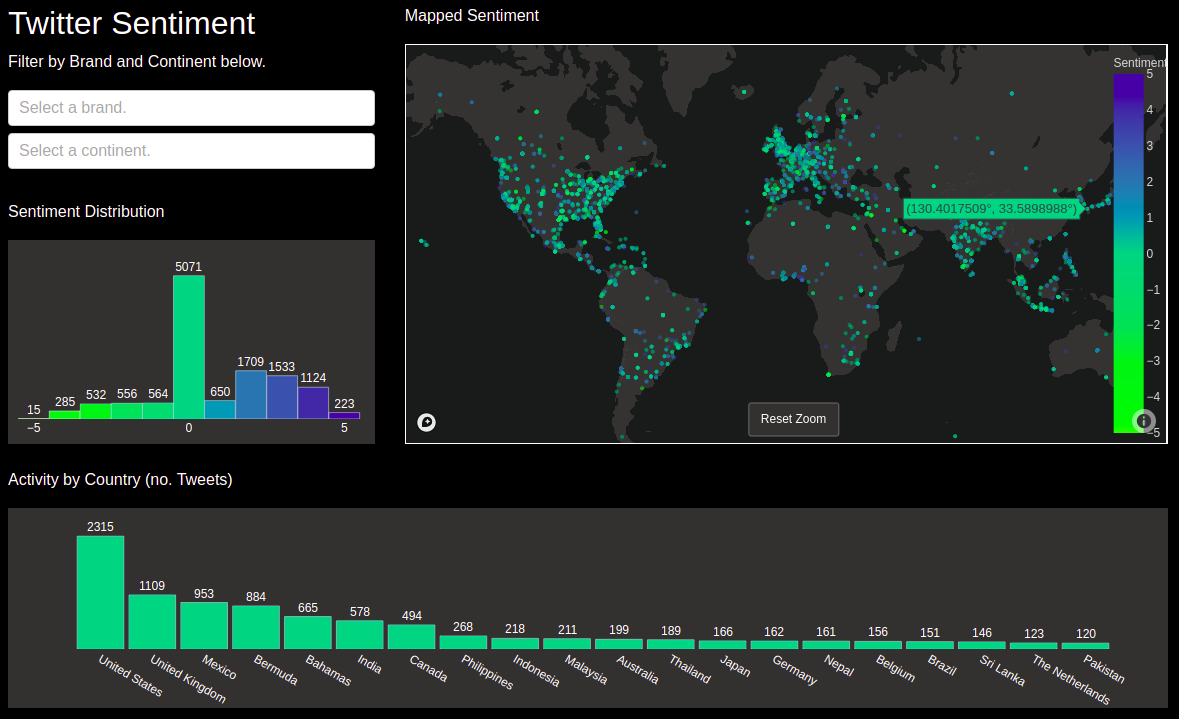 Twitter Sentiment
Filter by Brand and Continent below.
Select a brand.
Select a continent.
Sentiment Distribution
5071
1709
1533
1124
650
556
564
532
285
223
15
−5
0
5
Mapped Sentiment
Sentiment
5
4
3
2
1
0
−1
−2
−3
−4
−5
(130.4017509°, 33.5898988°)
Reset Zoom
i
Activity by Country (no. Tweets)
2315
1109
953
884
665
578
494
268
218
211
199
189
166
162
161
156
151
146
123
120
United States
United Kingdom
Mexico
Bermuda
Bahamas
India
Canada
Philippines
Indonesia
Malaysia
Australia
Thailand
Japan
Germany
Nepal
Belgium
Brazil
Sri Lanka
The Netherlands
Pakistan